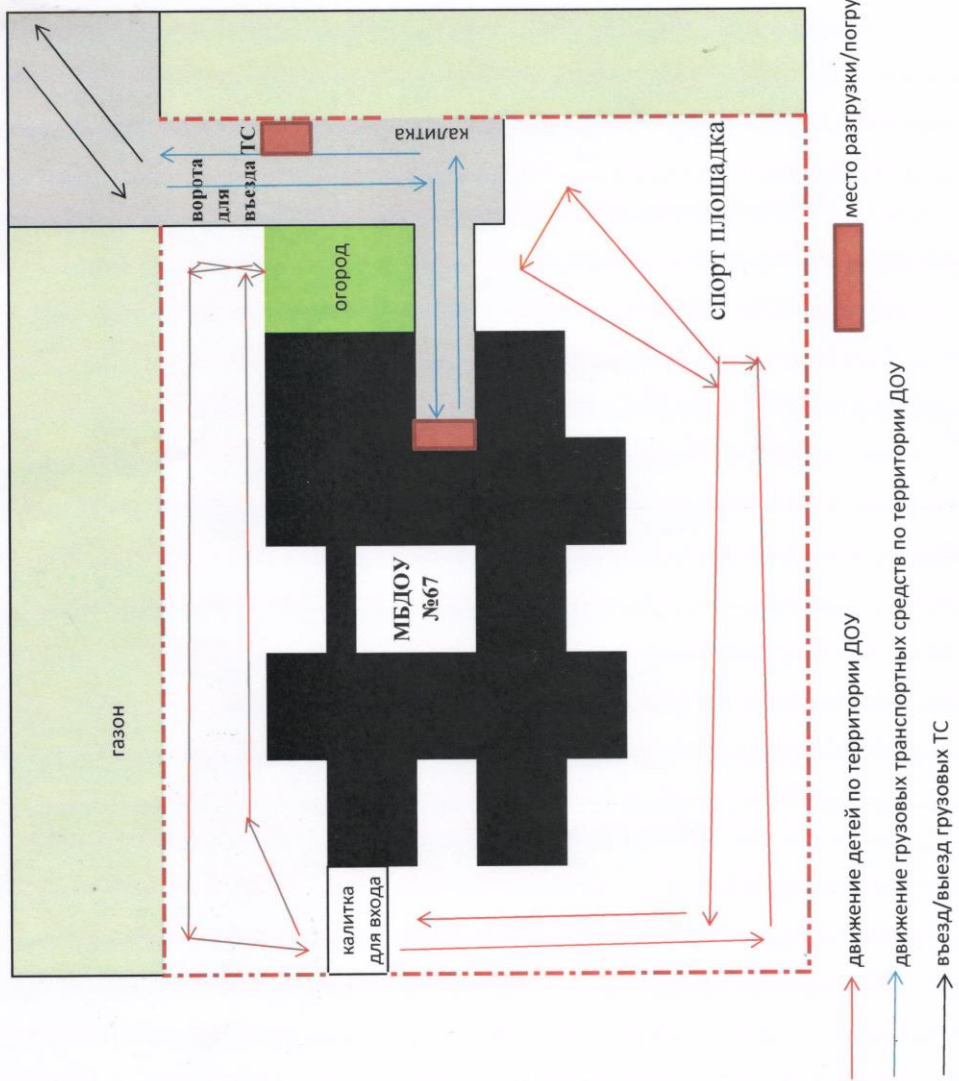 газон
ворота
для
въезда ТС
калитка
огород
МБДОУ
№67
калитка
для входа
спорт площадка
движение детей по территории ДОУ
место разгрузки/погру
движение грузовых транспортных средств по территории ДОУ
въезд/выезд грузовых ТС